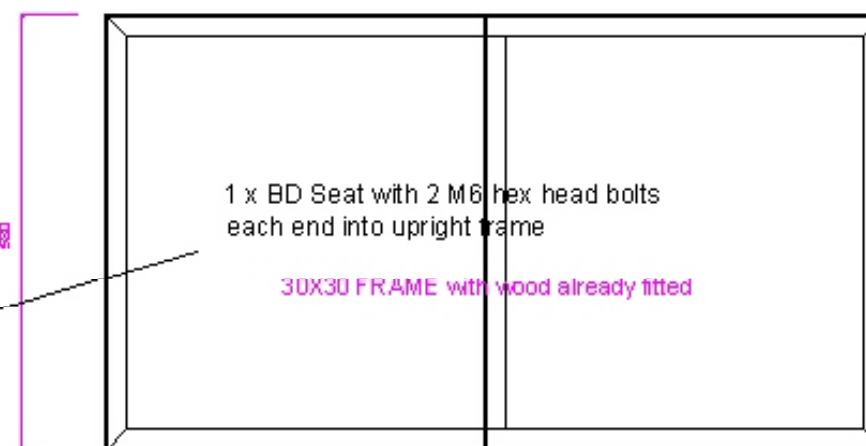 1 x BD Seat with 2 M6 hex head bolts
each end into upright frame
30X30 FRAME with wood already fitted